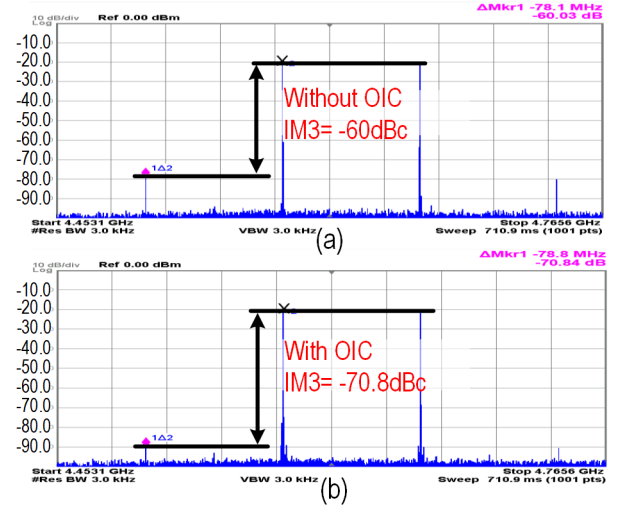 ΔMkr1 -78.1 MHz
10 dB/div Ref 0.00 dBm -60.03 dB
Log
-10.0
-20.0
-30.0
-40.0
-50.0
-60.0
-70.0
-80.0
-90.0
Without OIC
IM3= -60dBc
1Δ2
Start 4.4531 GHz Stop 4.7656 GHz
#Res BW 3.0 kHz VBW 3.0 kHz Sweep 710.9 ms (1001 pts)
(a)
ΔMkr1 -78.8 MHz
10 dB/div Ref 0.00 dBm -70.84 dB
Log
-10.0
-20.0
-30.0
-40.0
-50.0
-60.0
-70.0
-80.0
-90.0
With OIC
IM3= -70.8dBc
1Δ2
Start 4.4531 GHz Stop 4.7656 GHz
#Res BW 3.0 kHz VBW 3.0 kHz Sweep 710.9 ms (1001 pts)
(b)